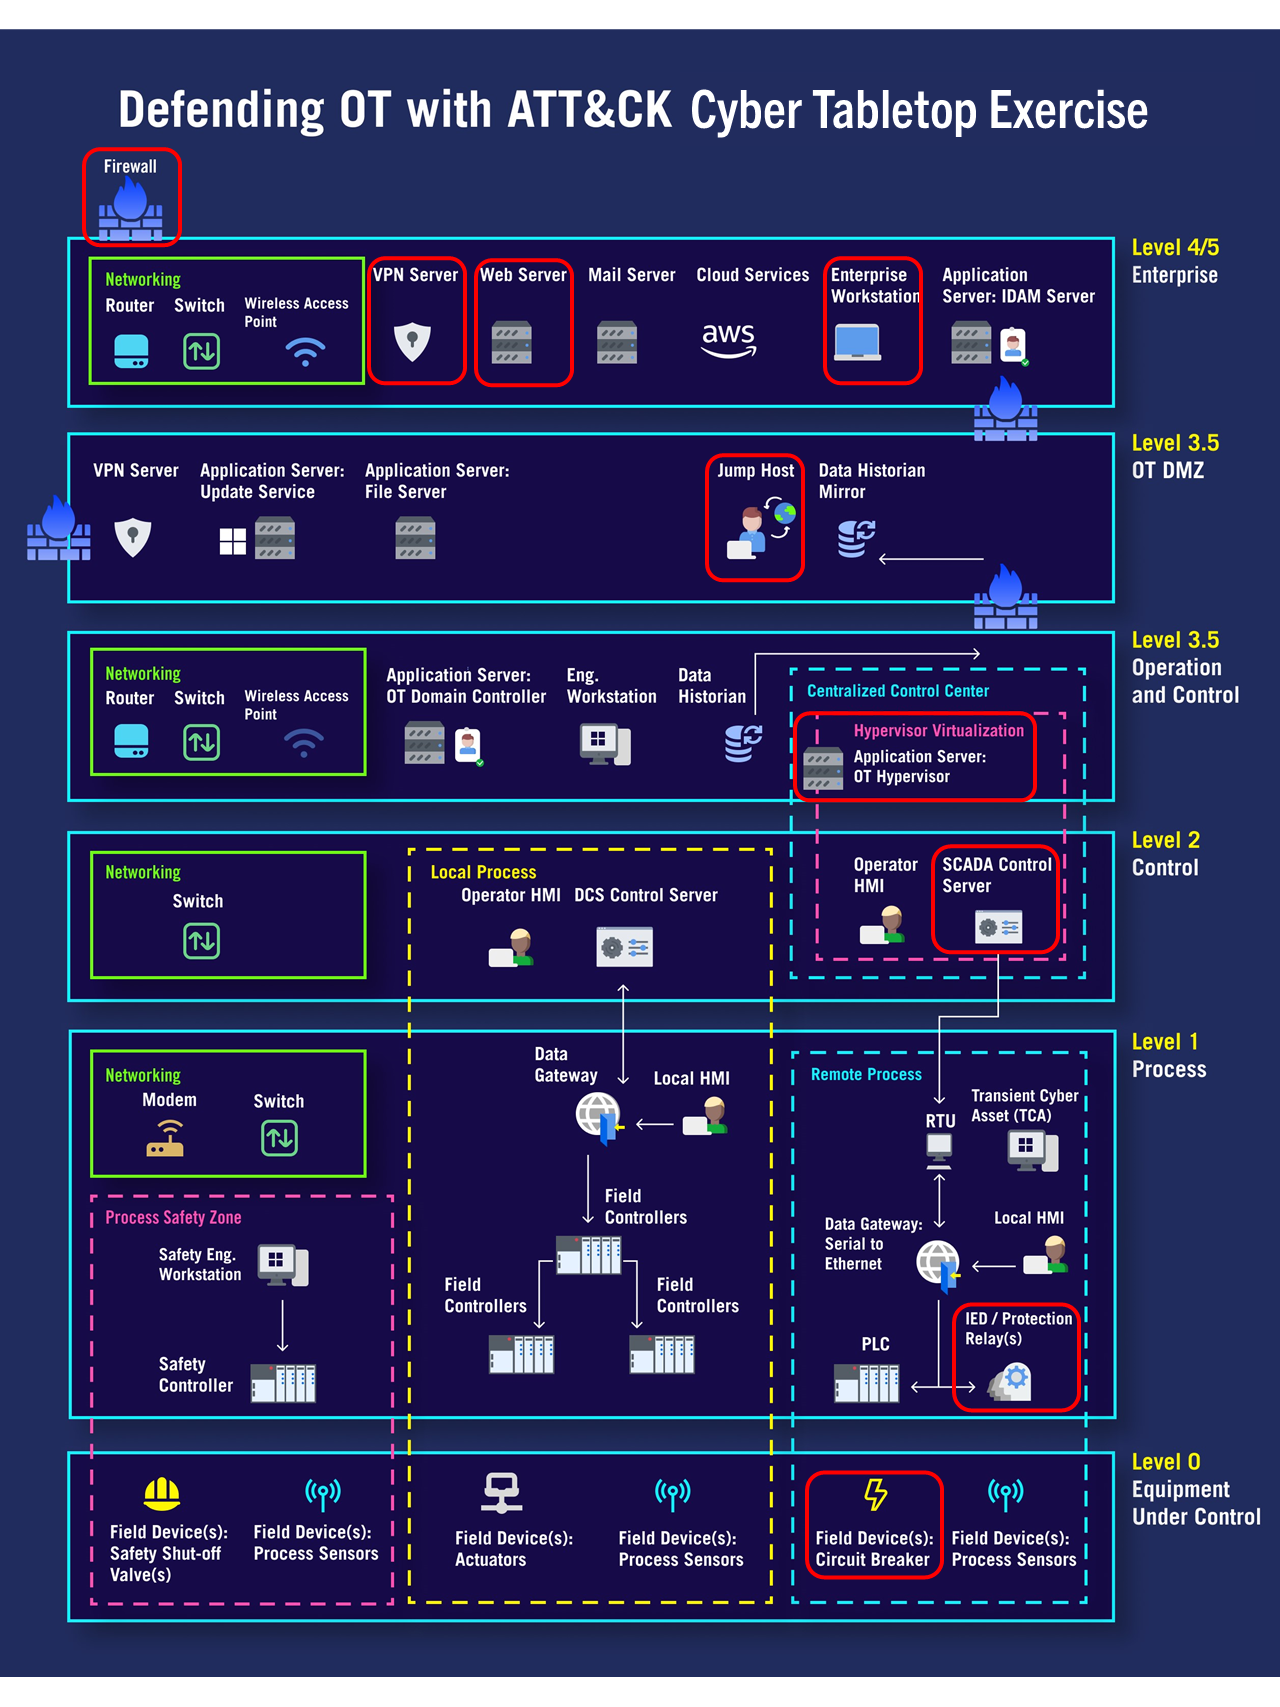 Defending OT with ATT&CK Cyber Tabletop Exercise
Firewall
Level 4/5
Enterprise
Networking
Router
Switch
Wireless Access
Point
VPN Server
Web Server
Mail Server
Cloud Services
aws
Enterprise
Workstation
Application
Server: IDAM Server
Level 3.5
OT DMZ
VPN Server
Application Server:
Update Service
Application Server:
File Server
Jump Host
Data Historian
Mirror
Level 3.5
Operation
and Control
Networking
Router
Switch
Wireless Access
Point
Application Server:
OT Domain Controller
Eng.
Workstation
Data
Historian
Centralized Control Center
Hypervisor Virtualization
Application Server:
OT Hypervisor
Level 2
Control
Networking
Switch
Local Process
Operator HMI
DCS Control Server
Operator
HMI
SCADA Control
Server
Level 1
Process
Networking
Modem
Switch
Data
Gateway
Local HMI
Field
Controllers
Field
Controllers
Field
Controllers
Process Safety Zone
Safety Eng.
Workstation
Safety
Controller
Remote Process
RTU
Transient Cyber
Asset (TCA)
Data Gateway:
Serial to
Ethernet
Local HMI
PLC
IED / Protection
Relay(s)
Level 0
Equipment
Under Control
Field Device(s):
Safety Shut-off
Valve(s)
Field Device(s):
Process Sensors
Field Device(s):
Actuators
Field Device(s):
Process Sensors
Field Device(s):
Circuit Breaker
Field Device(s):
Process Sensors